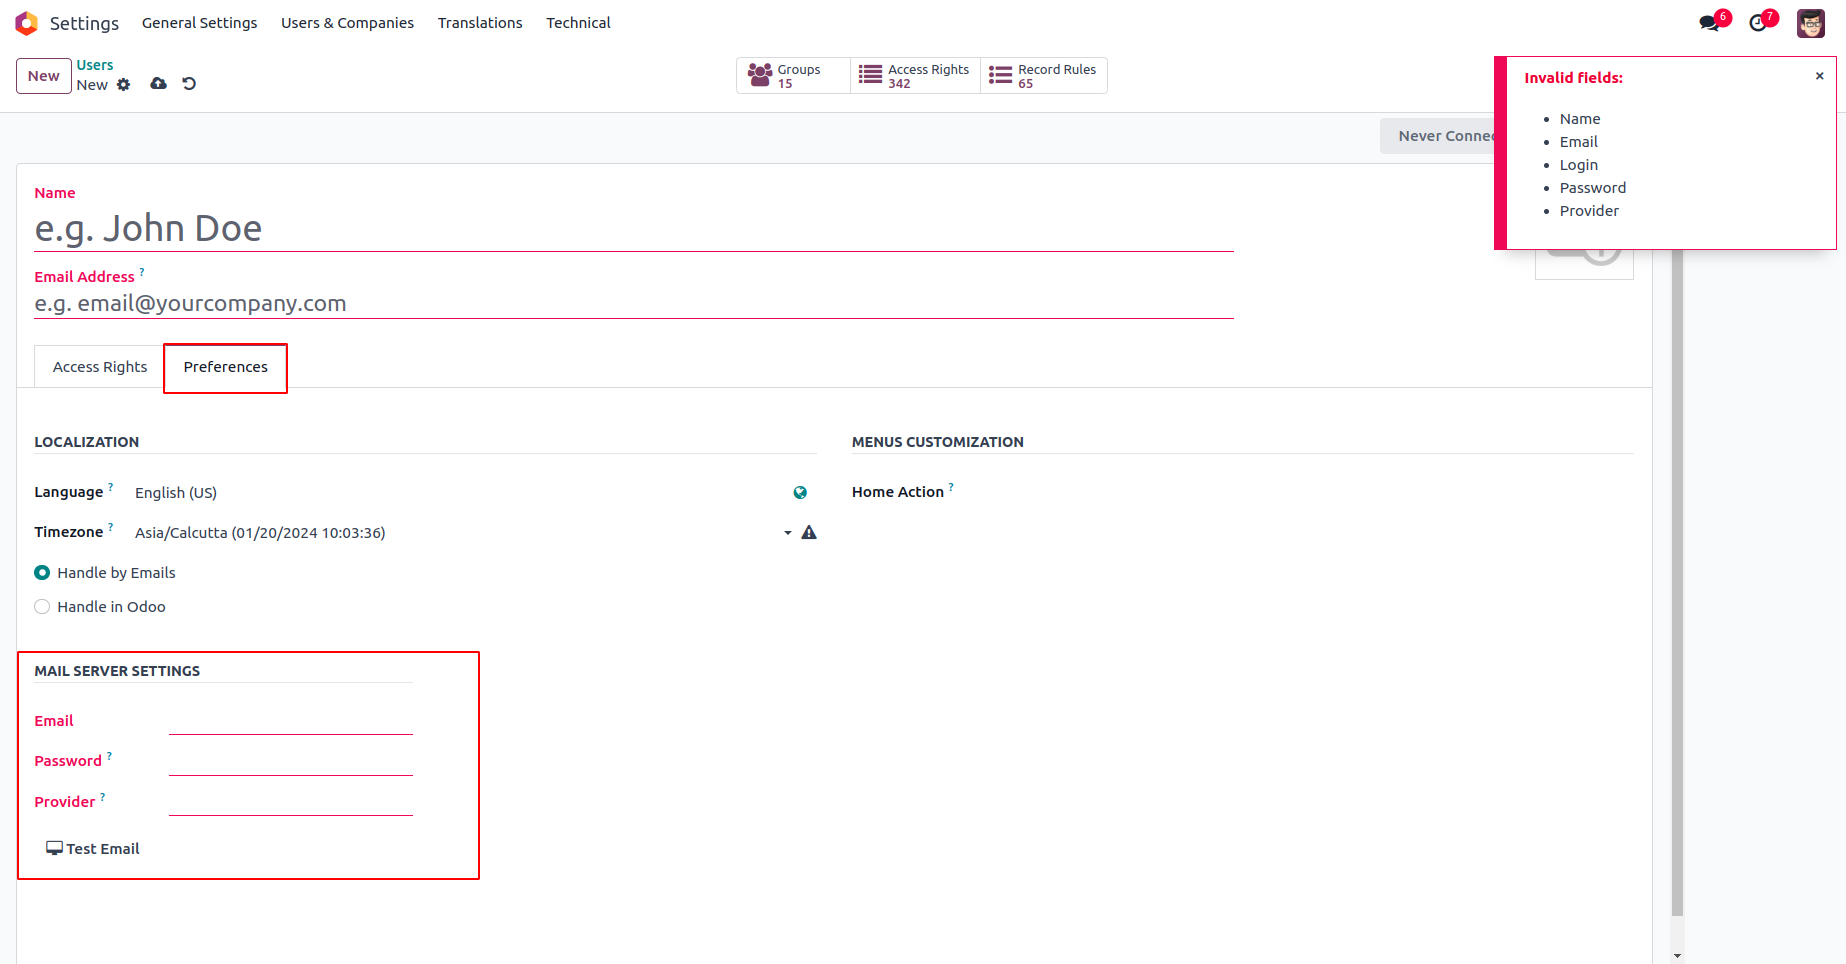 Settings
General Settings
Users & Companies
Translations
Technical
6
7
New
Users
New
Groups
15
Access Rights
342
Record Rules
65
Never Connec
Invalid fields:
×
Name
Email
Login
Password
Provider
Name
e.g. John Doe
Email Address ?
e.g. email@yourcompany.com
Access Rights
Preferences
LOCALIZATION
Language ? English (US)
Timezone ? Asia/Calcutta (01/20/2024 10:03:36)
Handle by Emails
Handle in Odoo
MENUS CUSTOMIZATION
Home Action ?
MAIL SERVER SETTINGS
Email
Password ?
Provider ?
Test Email